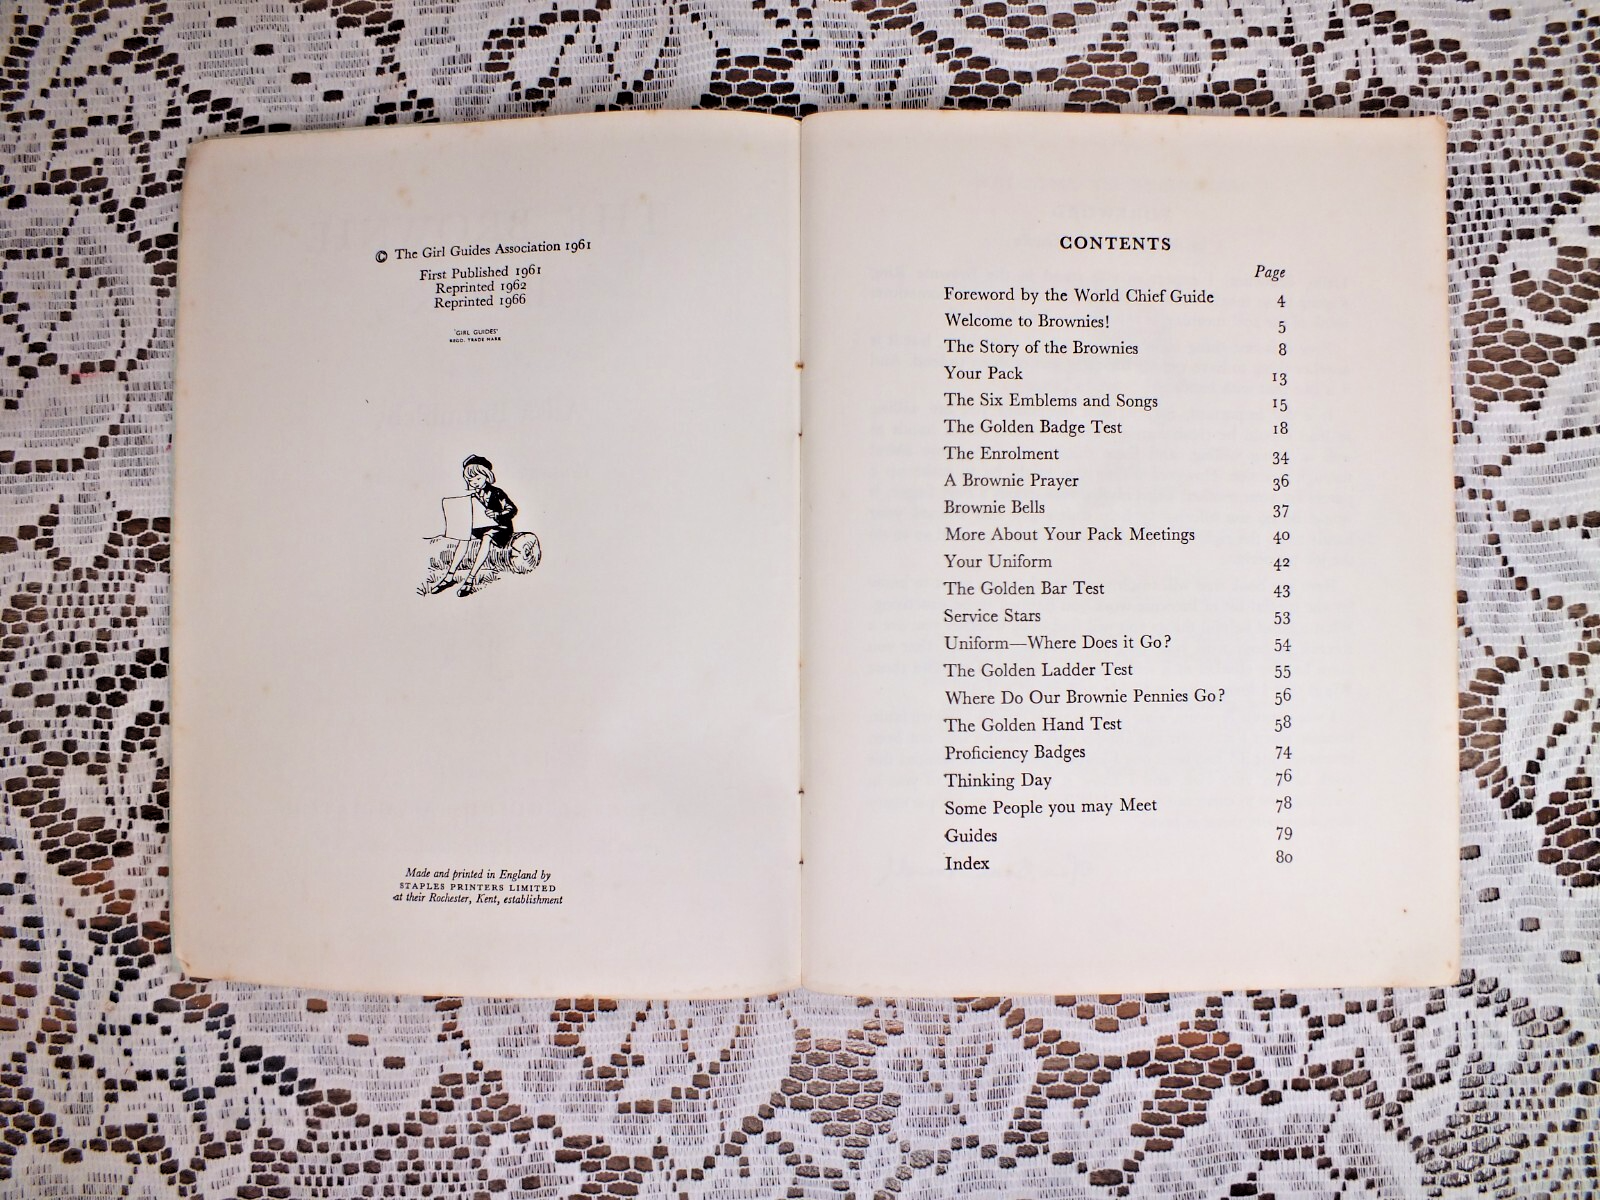 © The Girl Guides Association 1961
First Published 1961
Reprinted 1962
Reprinted 1966
'GIRL GUIDES'
REGD. TRADE MARK
Made and printed in England by
STAPLES PRINTERS LIMITED
at their Rochester, Kent, establishment
CONTENTS
Page
Foreword by the World Chief Guide 4
Welcome to Brownies! 5
The Story of the Brownies 8
Your Pack 13
The Six Emblems and Songs 15
The Golden Badge Test 18
The Enrolment 34
A Brownie Prayer 36
Brownie Bells 37
More About Your Pack Meetings 40
Your Uniform 42
The Golden Bar Test 43
Service Stars 53
Uniform—Where Does it Go? 54
The Golden Ladder Test 55
Where Do Our Brownie Pennies Go? 56
The Golden Hand Test 58
Proficiency Badges 74
Thinking Day 76
Some People you may Meet 78
Guides 79
Index 80